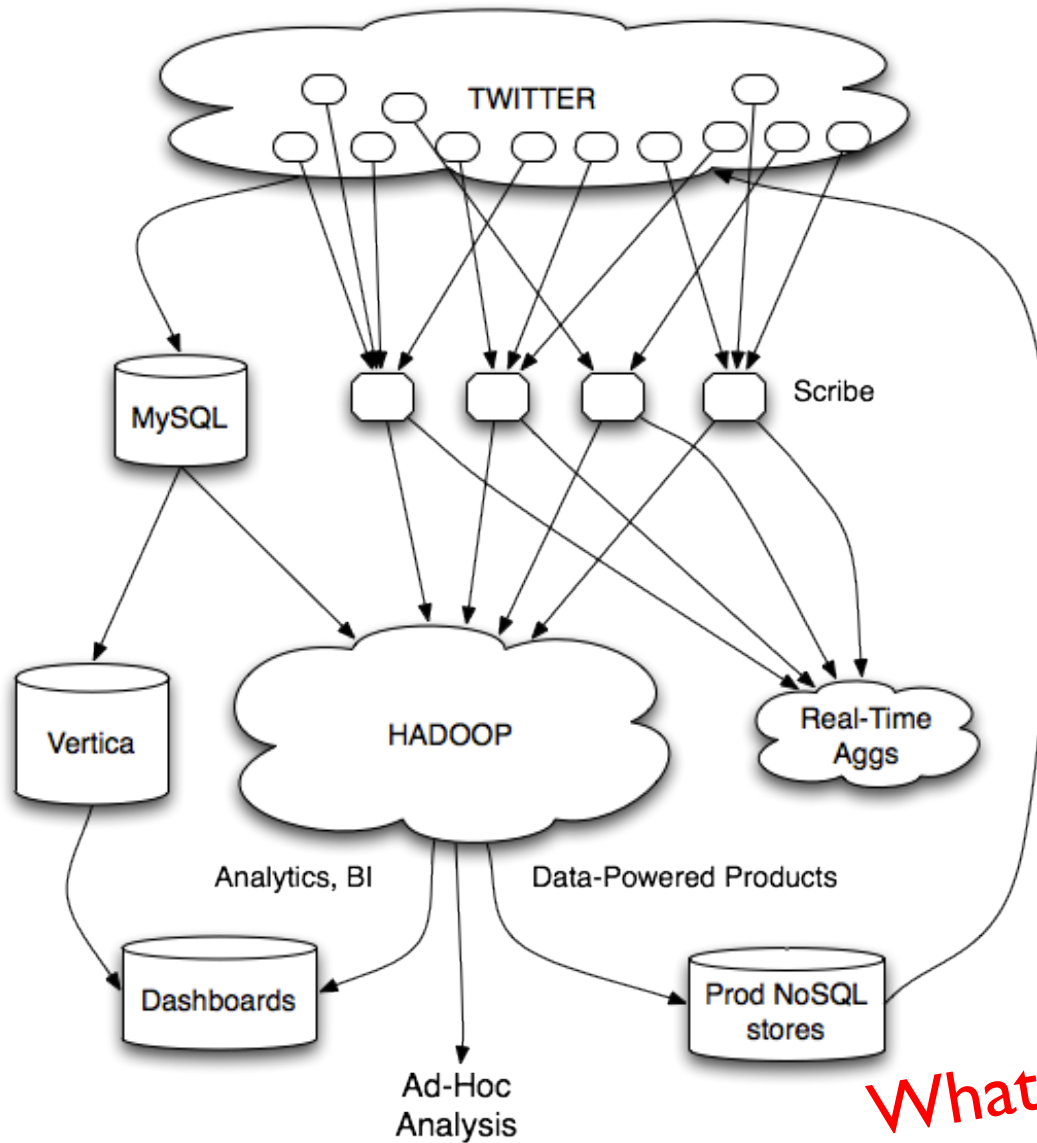 TWITTER
Scribe
MySQL
Vertica
HADOOP
Real-Time
Aggs
Analytics, BI
Data-Powered Products
Dashboards
Prod NoSQL
stores
Ad-Hoc
Analysis
What